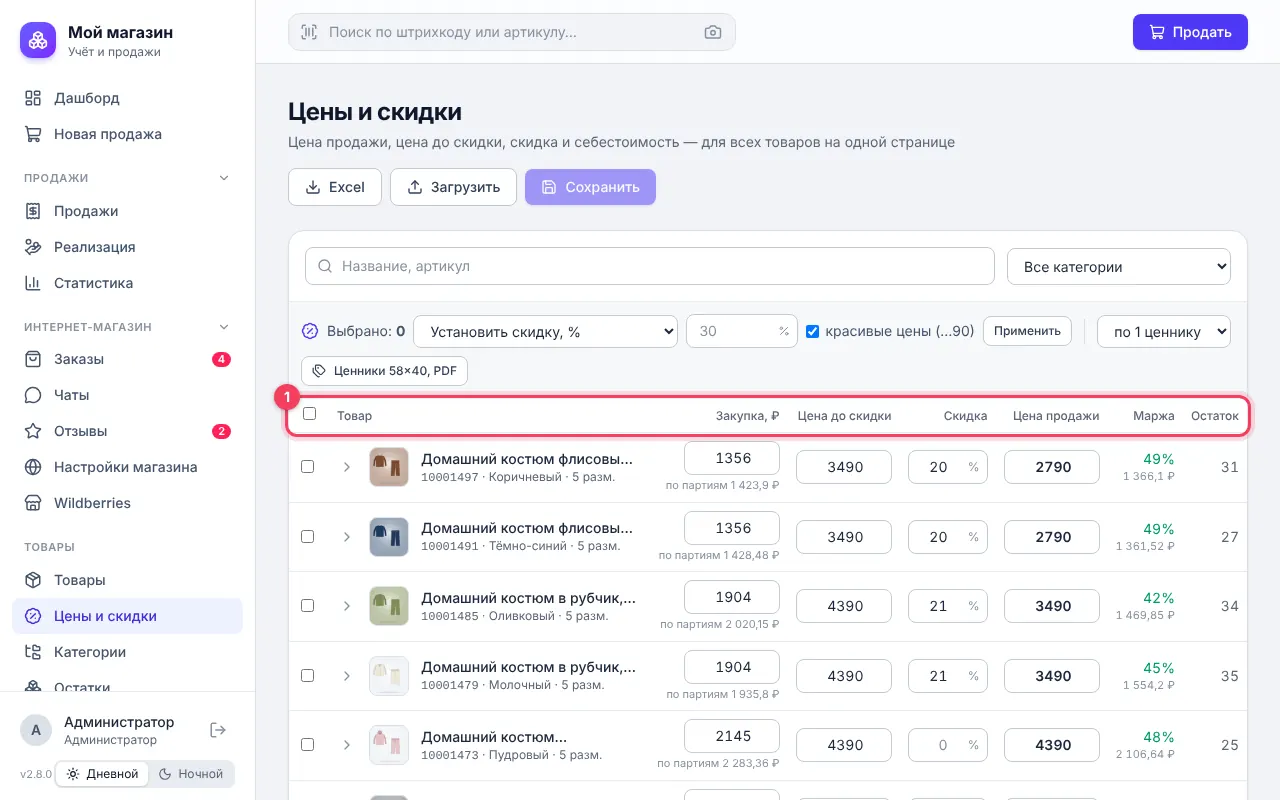 Мой магазин
Учёт и продажи
Поиск по штрихкоду или артикулу...
Продать
Дашборд
Новая продажа
ПРОДАЖИ
Продажи
Реализация
Статистика
ИНТЕРНЕТ-МАГАЗИН
Заказы 4
Чаты
Отзывы 2
Настройки магазина
Wildberries
ТОВАРЫ
Товары
Цены и скидки
Категории
Остатки
А Администратор
Администратор
v2.8.0 Дневной Ночной
Цены и скидки
Цена продажи, цена до скидки, скидка и себестоимость — для всех товаров на одной странице
Excel Загрузить Сохранить
Название, артикул Все категории
Выбрано: 0 Установить скидку, % 30 % красивые цены (…90) Применить по 1 ценнику
Ценники 58×40, PDF
1
Товар Закупка, ₽ Цена до скидки Скидка Цена продажи Маржа Остаток
Домашний костюм флисовы... 1356 3490 20 % 2790 49% 31
10001497 · Коричневый · 5 разм. по партиям 1 423,9 ₽ 1 366,1 ₽
Домашний костюм флисовы... 1356 3490 20 % 2790 49% 27
10001491 · Тёмно-синий · 5 разм. по партиям 1 428,48 ₽ 1 361,52 ₽
Домашний костюм в рубчик,... 1904 4390 21 % 3490 42% 34
10001485 · Оливковый · 5 разм. по партиям 2 020,15 ₽ 1 469,85 ₽
Домашний костюм в рубчик,... 1904 4390 21 % 3490 45% 35
10001479 · Молочный · 5 разм. по партиям 1 935,8 ₽ 1 554,2 ₽
Домашний костюм... 2145 4390 0 % 4390 48% 25
10001473 · Пудровый · 5 разм. по партиям 2 283,36 ₽ 2 106,64 ₽